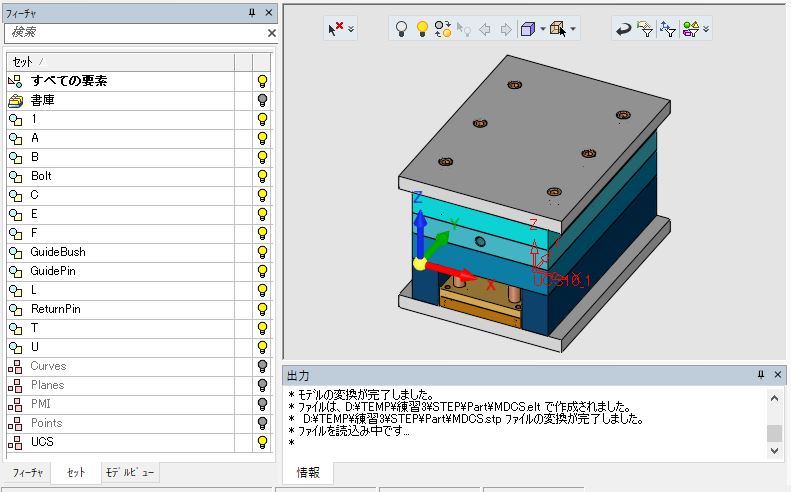 フィーチャ
検索
セット
すべての要素
書庫
1
A
B
Bolt
C
E
F
GuideBush
GuidePin
L
ReturnPin
T
U
Curves
Planes
PMI
Points
UCS
フィーチャ セット モデルビュー
Z
Y
X
Z
X
UCS10_1
出力
* モデルの変換が完了しました。
* ファイルは、D:¥TEMP¥練習3¥STEP¥Part¥MDCS.elt で作成されました。
* D:¥TEMP¥練習3¥STEP¥Part¥MDCS.stp ファイルの変換が完了しました。
* ファイルを読込み中です...
*
情報